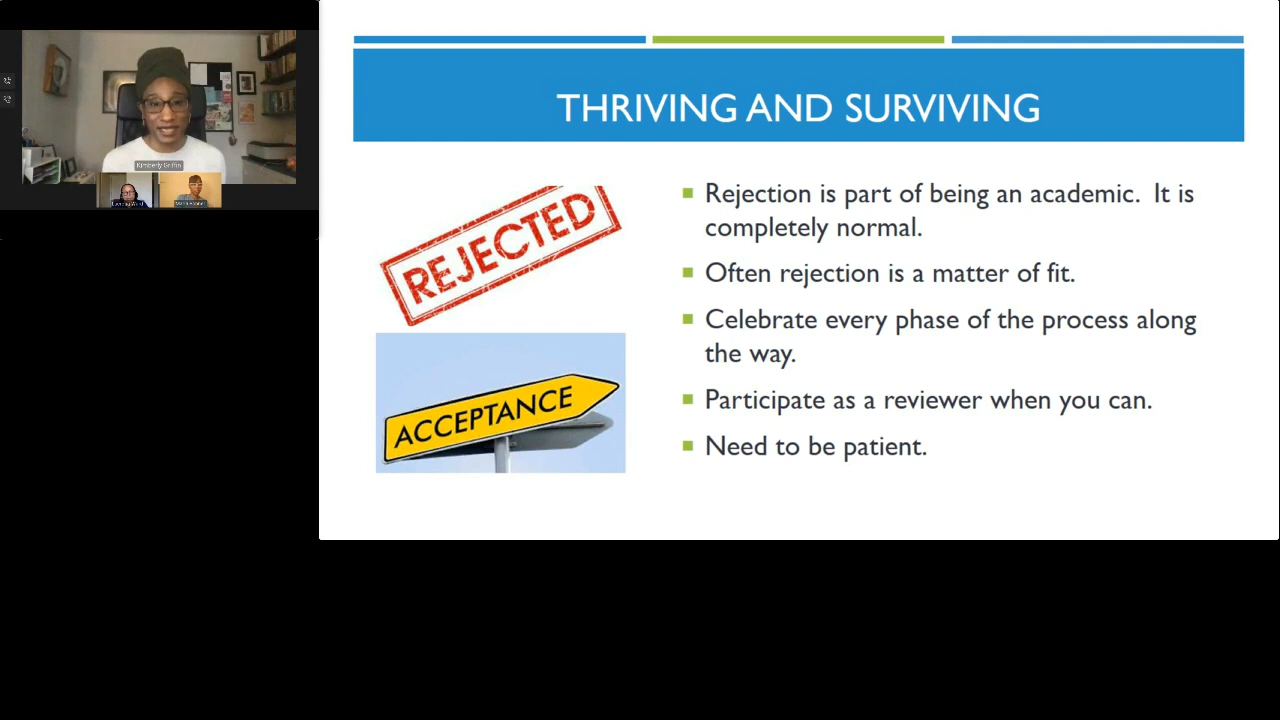 Kimberly Griffin
THRIVING AND SURVIVING
REJECTED
ACCEPTANCE
Rejection is part of being an academic. It is
completely normal.
Often rejection is a matter of fit.
Celebrate every phase of the process along
the way.
Participate as a reviewer when you can.
Need to be patient.